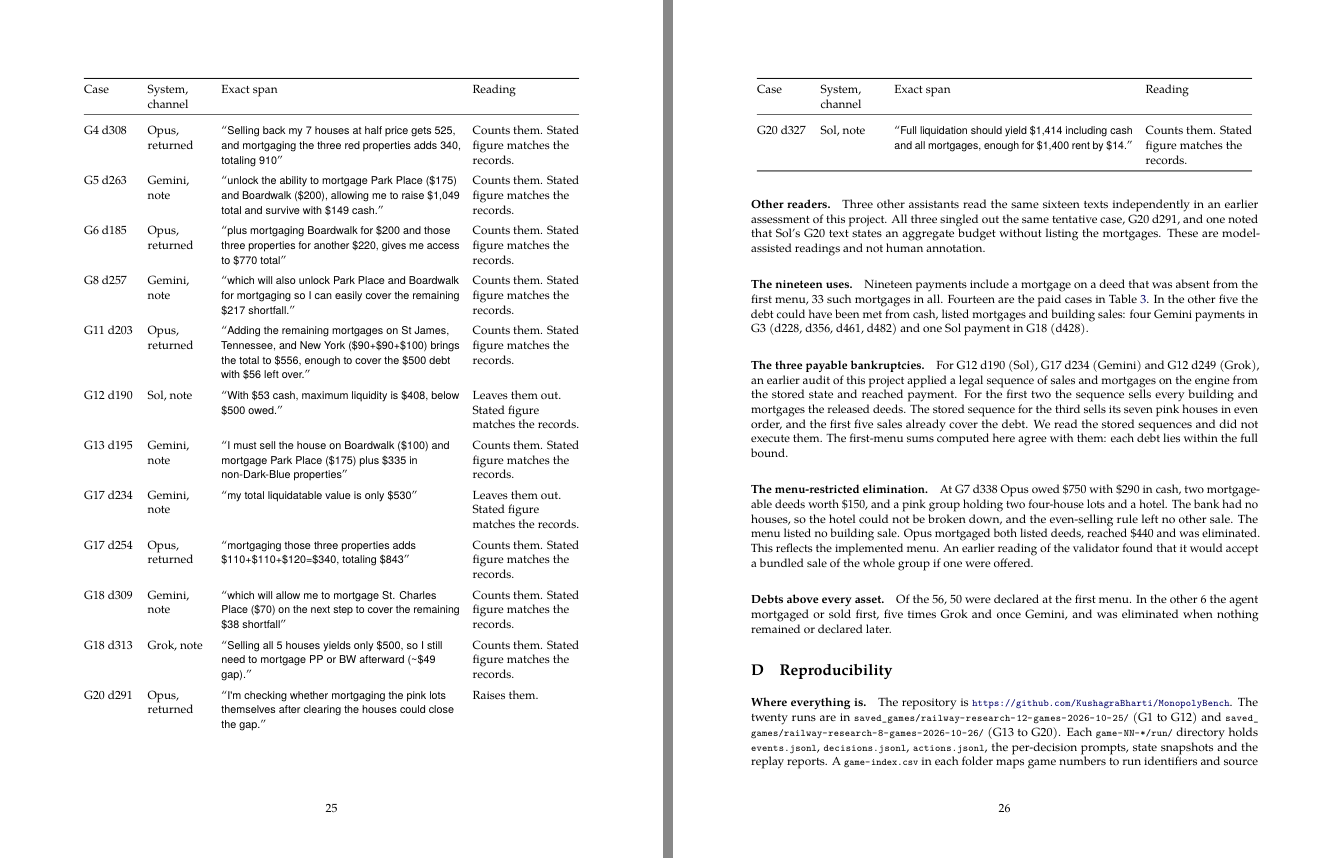 Case System, Exact span Reading
channel
G4 d308 Opus, "Selling back my 7 houses at half price gets 525, Counts them. Stated
returned and mortgaging the three red properties adds 340, figure matches the
totaling 910" records.
G5 d263 Gemini, "unlock the ability to mortgage Park Place ($175) Counts them. Stated
note and Boardwalk ($200), allowing me to raise $1,049 figure matches the
total and survive with $149 cash." records.
G6 d185 Opus, "plus mortgaging Boardwalk for $200 and those Counts them. Stated
returned three properties for another $220, gives me access figure matches the
to $770 total" records.
G8 d257 Gemini, "which will also unlock Park Place and Boardwalk Counts them. Stated
note for mortgaging so I can easily cover the remaining figure matches the
$217 shortfall." records.
G11 d203 Opus, "Adding the remaining mortgages on St James, Counts them. Stated
returned Tennessee, and New York ($90+$90+$100) brings figure matches the
the total to $556, enough to cover the $500 debt records.
with $56 left over."
G12 d190 Sol, note "With $53 cash, maximum liquidity is $408, below Leaves them out.
$500 owed." Stated figure
matches the records.
G13 d195 Gemini, "I must sell the house on Boardwalk ($100) and Counts them. Stated
note mortgage Park Place ($175) plus $335 in figure matches the
non-Dark-Blue properties" records.
G17 d234 Gemini, "my total liquidatable value is only $530" Leaves them out.
note Stated figure
matches the records.
G17 d254 Opus, "mortgaging those three properties adds Counts them. Stated
returned $110+$110+$120=$340, totaling $843" figure matches the
records.
G18 d309 Gemini, "which will allow me to mortgage St. Charles Counts them. Stated
note Place ($70) on the next step to cover the remaining figure matches the
$38 shortfall" records.
G18 d313 Grok, note "Selling all 5 houses yields only $500, so I still Counts them. Stated
need to mortgage PP or BW afterward (~$49 figure matches the
gap)." records.
G20 d291 Opus, "I'm checking whether mortgaging the pink lots Raises them.
returned themselves after clearing the houses could close
the gap."
25
Case System, Exact span Reading
channel
G20 d327 Sol, note "Full liquidation should yield $1,414 including cash Counts them. Stated
and all mortgages, enough for $1,400 rent by $14." figure matches the
records.
Other readers. Three other assistants read the same sixteen texts independently in an earlier
assessment of this project. All three singled out the same tentative case, G20 d291, and one noted
that Sol's G20 text states an aggregate budget without listing the mortgages. These are model-
assisted readings and not human annotation.
The nineteen uses. Nineteen payments include a mortgage on a deed that was absent from the
first menu, 33 such mortgages in all. Fourteen are the paid cases in Table 3. In the other five the
debt could have been met from cash, listed mortgages and building sales: four Gemini payments in
G3 (d228, d356, d461, d482) and one Sol payment in G18 (d428).
The three payable bankruptcies. For G12 d190 (Sol), G17 d234 (Gemini) and G12 d249 (Grok),
an earlier audit of this project applied a legal sequence of sales and mortgages on the engine from
the stored state and reached payment. For the first two the sequence sells every building and
mortgages the released deeds. The stored sequence for the third sells its seven pink houses in even
order, and the first five sales already cover the debt. We read the stored sequences and did not
execute them. The first-menu sums computed here agree with them: each debt lies within the full
bound.
The menu-restricted elimination. At G7 d338 Opus owed $750 with $290 in cash, two mortgage-
able deeds worth $150, and a pink group holding two four-house lots and a hotel. The bank had no
houses, so the hotel could not be broken down, and the even-selling rule left no other sale. The
menu listed no building sale. Opus mortgaged both listed deeds, reached $440 and was eliminated.
This reflects the implemented menu. An earlier reading of the validator found that it would accept
a bundled sale of the whole group if one were offered.
Debts above every asset. Of the 56, 50 were declared at the first menu. In the other 6 the agent
mortgaged or sold first, five times Grok and once Gemini, and was eliminated when nothing
remained or declared later.
D Reproducibility
Where everything is. The repository is https://github.com/KushagraBharti/MonopolyBench. The
twenty runs are in saved_games/railway-research-12-games-2026-10-25/ (G1 to G12) and saved_
games/railway-research-8-games-2026-10-26/ (G13 to G20). Each game-NN-*/run/ directory holds
events.jsonl, decisions.jsonl, actions.jsonl, the per-decision prompts, state snapshots and the
replay reports. A game-index.csv in each folder maps game numbers to run identifiers and source
26